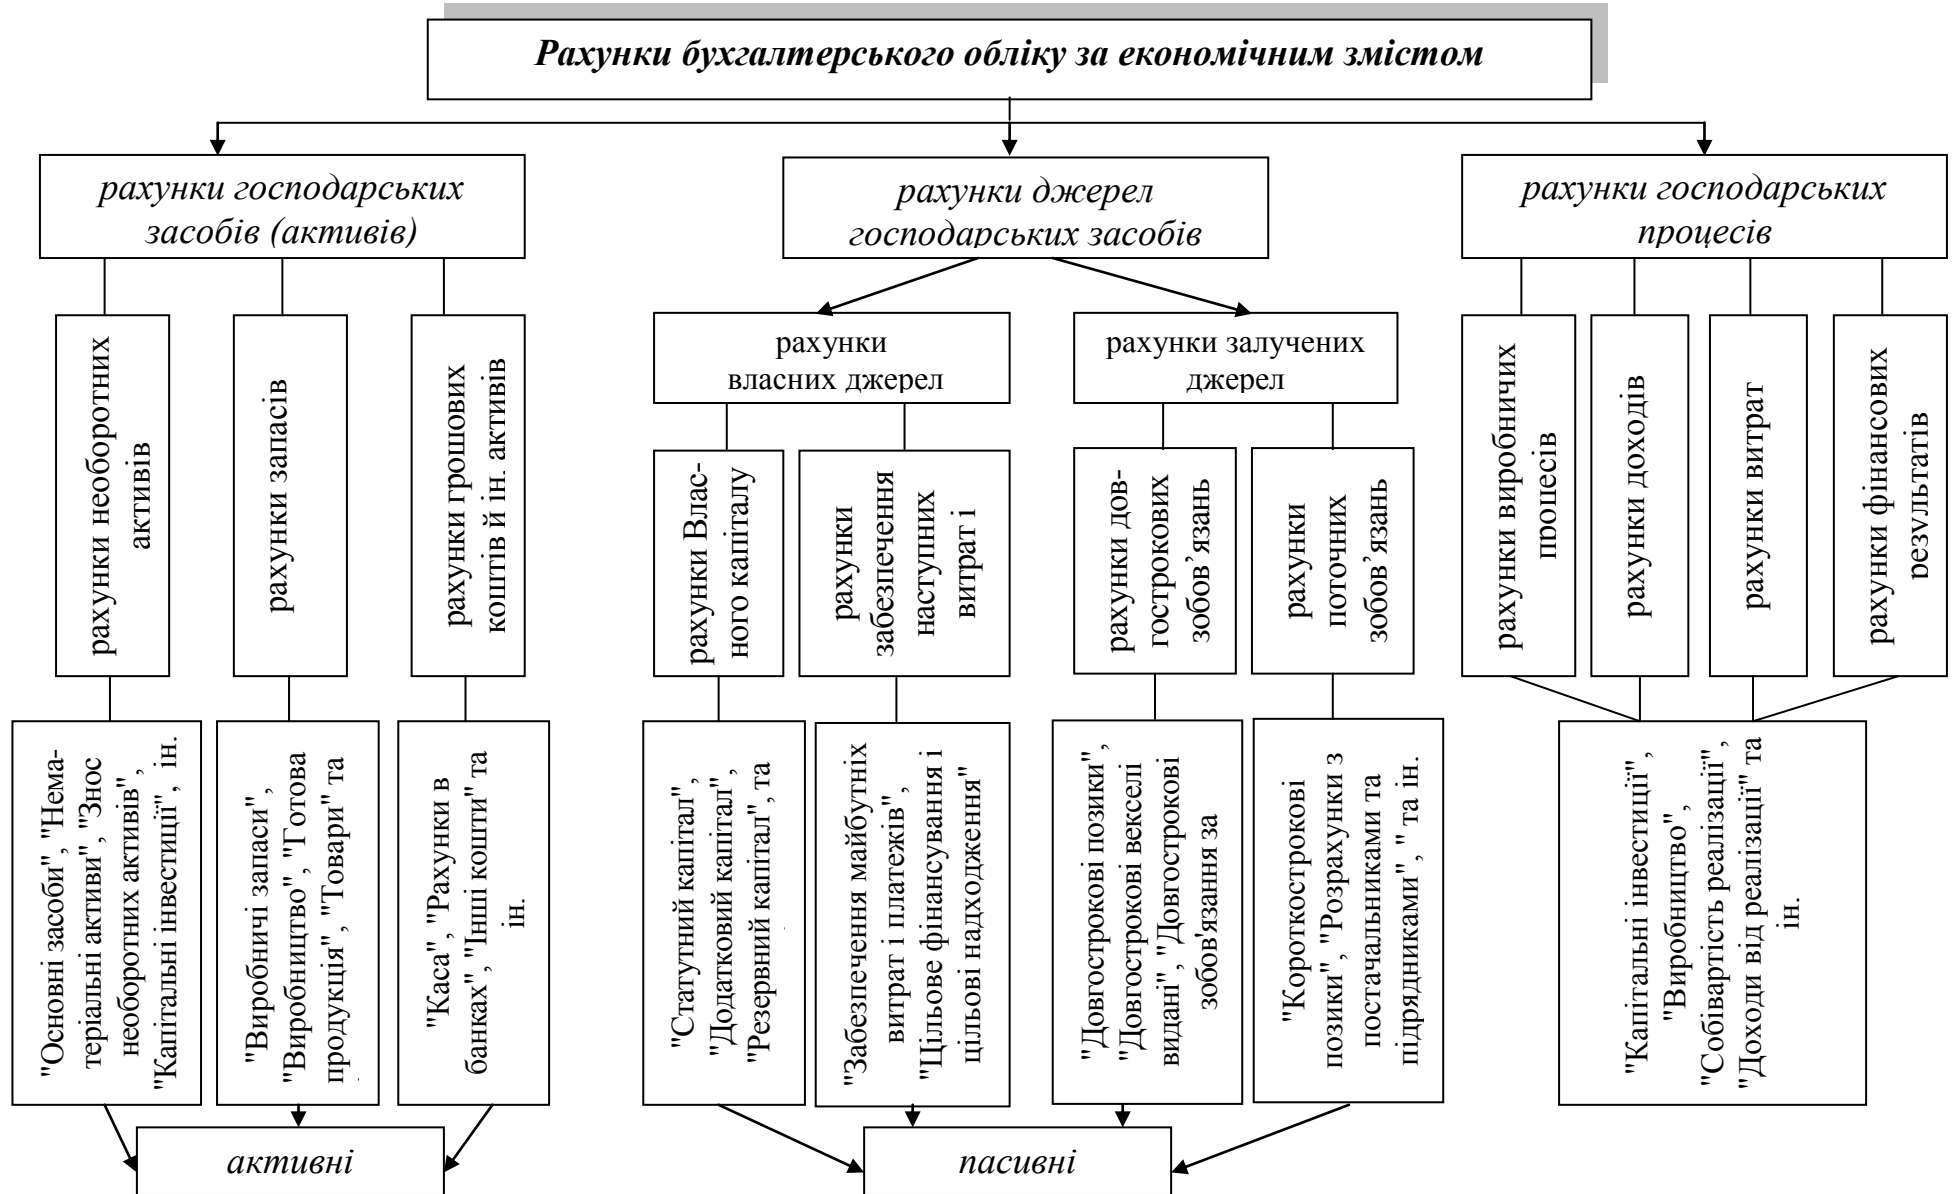 Рахунки бухгалтерського обліку за економічним змістом
рахунки господарських
засобів (активів)
рахунки джерел
господарських засобів
рахунки господарських
процесів
рахунки
власних джерел
рахунки залучених
джерел
рахунки необоротних
активів
рахунки запасів
рахунки грошових
коштів й ін. активів
рахунки Влас-
ного капіталу
рахунки
забезпечення
наступних
витрат і
рахунки дов-
гострокових
зобов’язань
рахунки
поточних
зобов’язань
рахунки виробничих
процесів
рахунки доходів
рахунки витрат
рахунки фінансових
результатів
"Основні засоби", "Нема-
теріальні активи", "Знос
необоротних активів",
"Капітальні інвестиції", ін.
"Виробничі запаси",
"Виробництво", "Готова
продукція", "Товари" та
"Каса", "Рахунки в
банках", "Інші кошти" та
ін.
"Статутний капітал",
"Додатковий капітал",
"Резервний капітал", та
"Забезпечення майбутніх
витрат і платежів",
"Цільове фінансування і
цільові надходження"
"Довгострокові позики",
"Довгострокові векселі
видані", "Довгострокові
зобов'язання за
"Короткострокові
позики", "Розрахунки з
постачальниками та
підрядниками", " та ін.
"Капітальні інвестиції",
"Виробництво",
"Собівартість реалізації",
"Доходи від реалізації" та
ін.
активні
пасивні